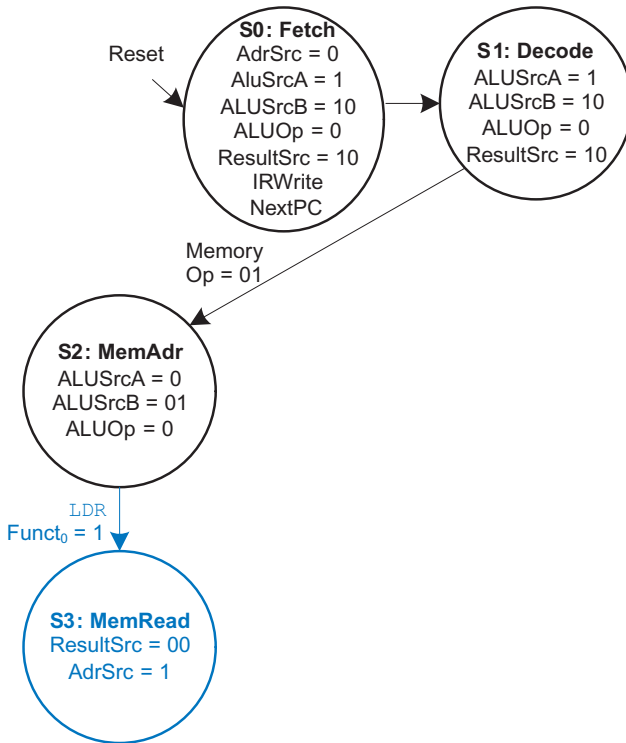 Reset
S0: Fetch
AdrSrc = 0
AluSrcA = 1
ALUSrcB = 10
ALUOp = 0
ResultSrc = 10
IRWrite
NextPC
S1: Decode
ALUSrcA = 1
ALUSrcB = 10
ALUOp = 0
ResultSrc = 10
Memory
Op = 01
S2: MemAdr
ALUSrcA = 0
ALUSrcB = 01
ALUOp = 0
LDR
Funct₀ = 1
S3: MemRead
ResultSrc = 00
AdrSrc = 1